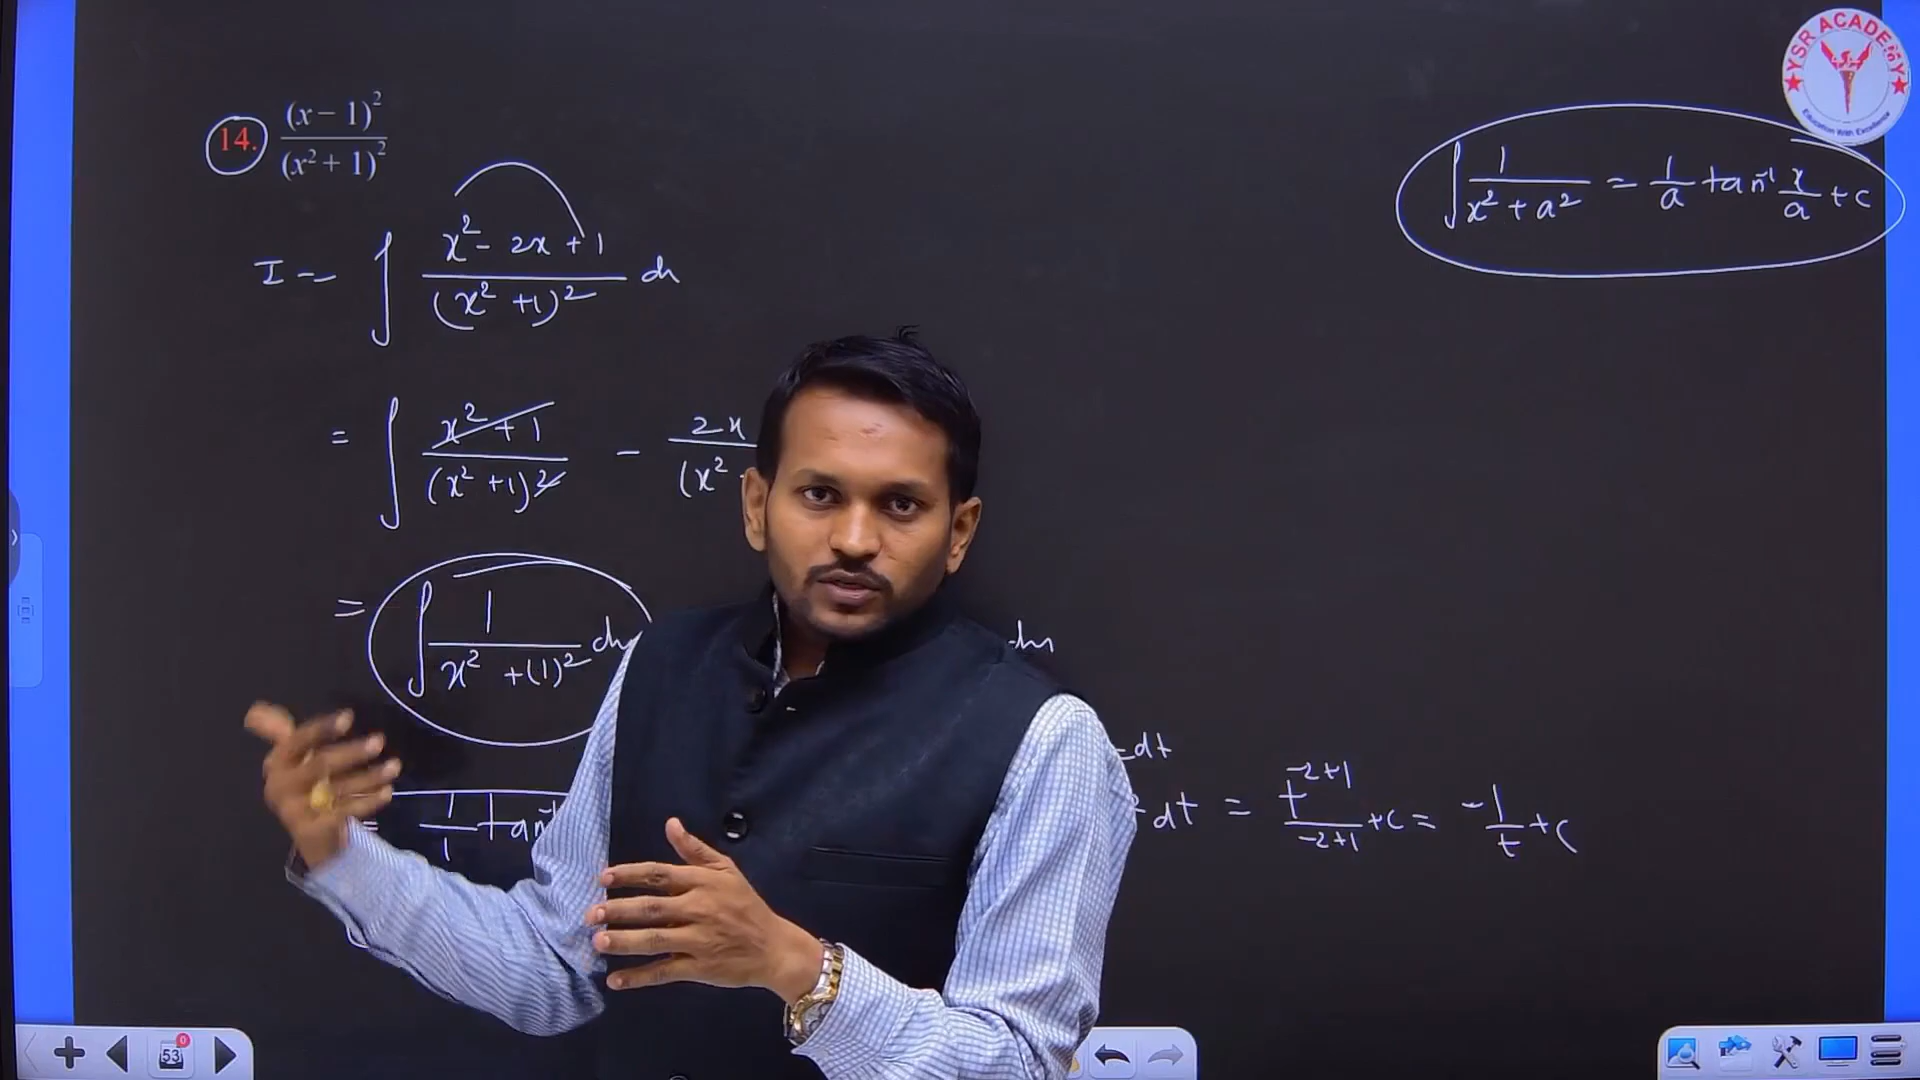 YSR ACADEMY
Education With Excellence
14. (x − 1)² / (x² + 1)²
∫ 1 / x² + a² = 1/a tan⁻¹ x/a + c
I = ∫ x² − 2x + 1 / (x² + 1)² dx
= ∫ x² + 1 / (x² + 1)² − 2x / (x²
= ∫ 1 / x² + (1)² dx
dx
= dt
= 1/1 tan⁻¹
dt = t⁻²⁺¹ / −2+1 + c = −1/t + c
53
0